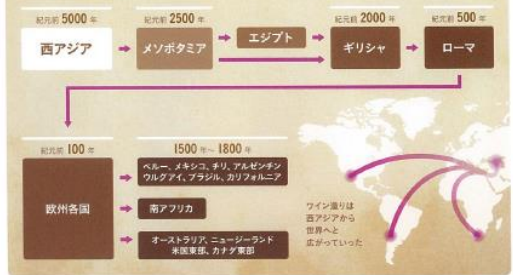 紀元前 5000 年
紀元前 2500 年
紀元前 2000 年
紀元前 500 年
西アジア
メソポタミア
エジプト
ギリシャ
ローマ
紀元前 100 年
1500 年〜 1800 年
欧州各国
ペルー、メキシコ、チリ、アルゼンチン
ウルグアイ、ブラジル、カリフォルニア
南アフリカ
オーストラリア、ニュージーランド
米国東部、カナダ東部
ワイン造りは
西アジアから
世界へと
広がっていった